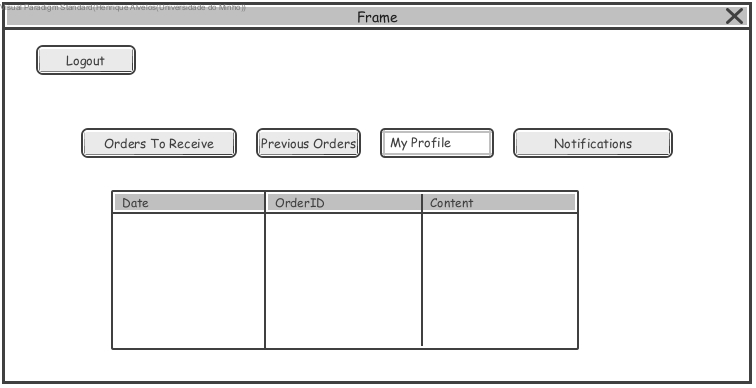 Visual Paradigm Standard(Henrique Alvelos(Universidade do Minho))
Frame
Logout
Orders To Receive
Previous Orders
My Profile
Notifications
Date
OrderID
Content